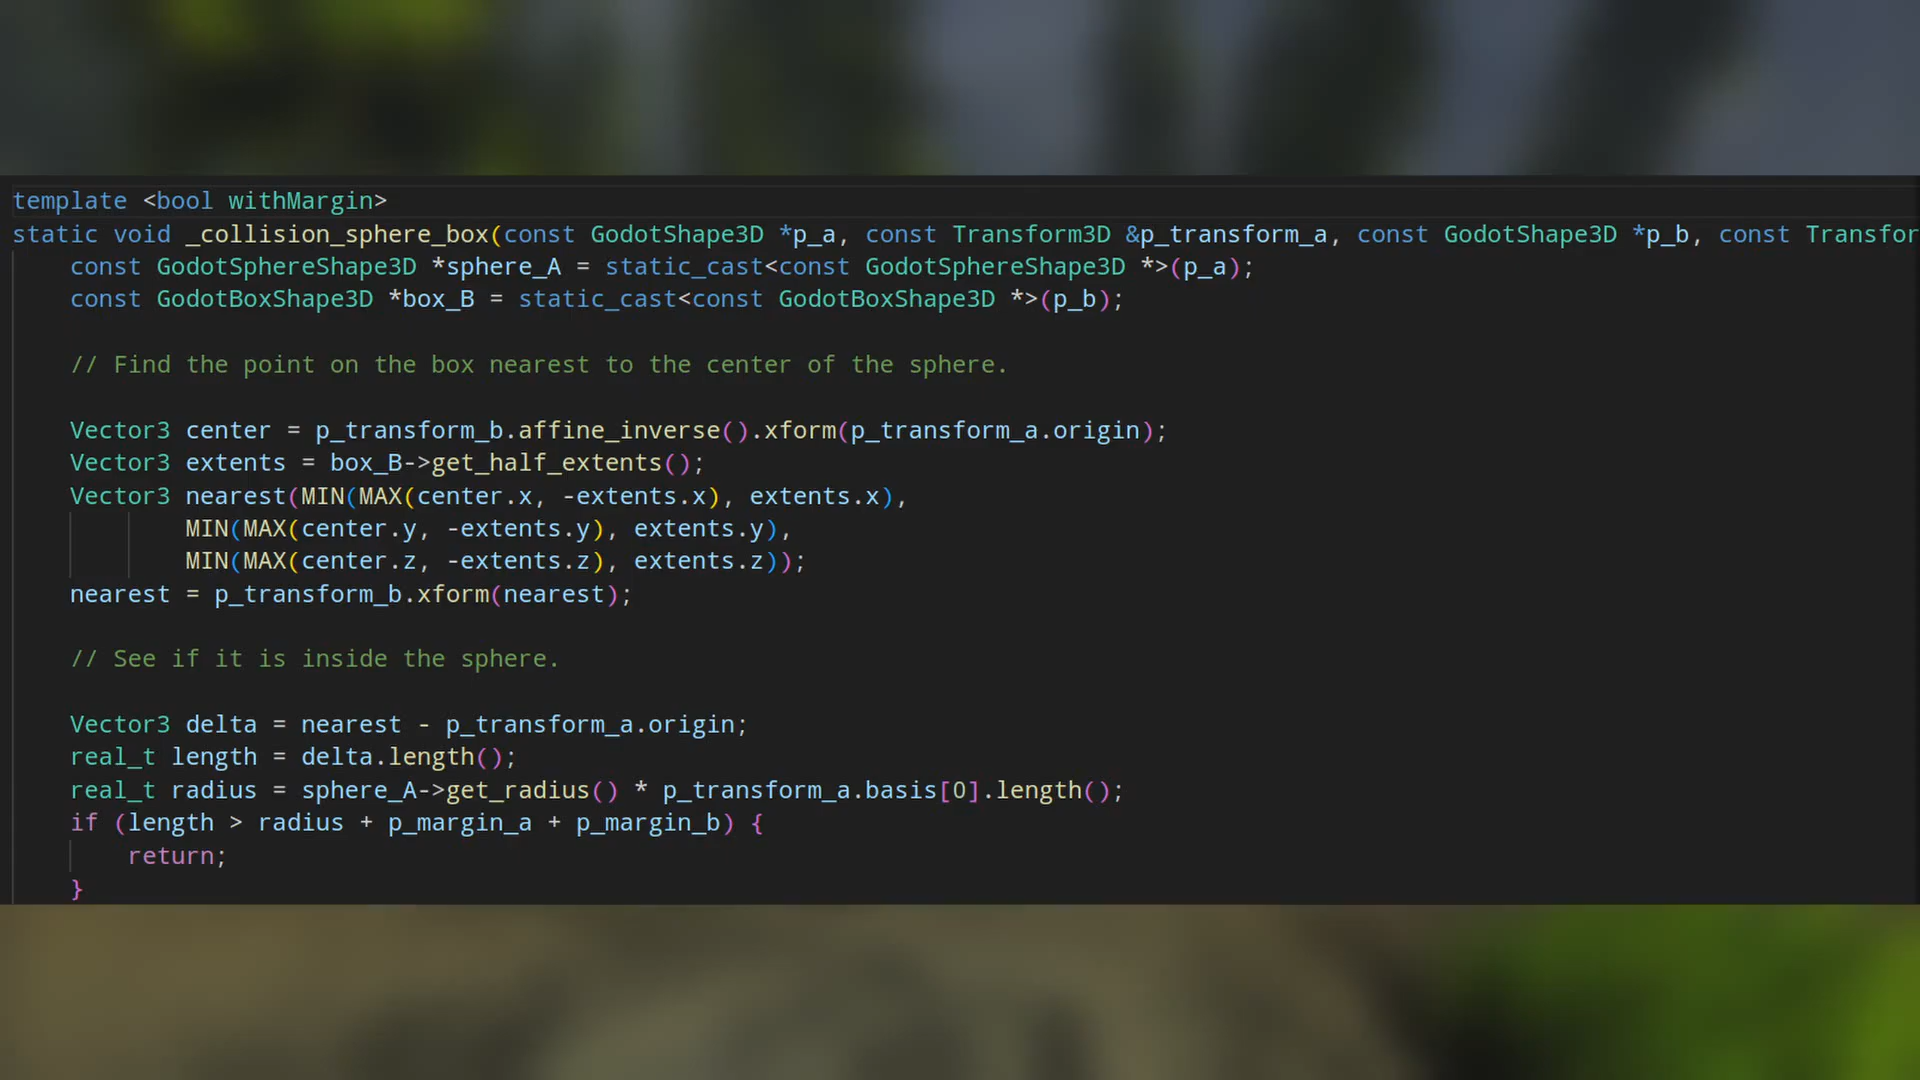 template <bool withMargin>
static void _collision_sphere_box(const GodotShape3D *p_a, const Transform3D &p_transform_a, const GodotShape3D *p_b, const Transfor
const GodotSphereShape3D *sphere_A = static_cast<const GodotSphereShape3D *>(p_a);
const GodotBoxShape3D *box_B = static_cast<const GodotBoxShape3D *>(p_b);
// Find the point on the box nearest to the center of the sphere.
Vector3 center = p_transform_b.affine_inverse().xform(p_transform_a.origin);
Vector3 extents = box_B->get_half_extents();
Vector3 nearest(MIN(MAX(center.x, -extents.x), extents.x),
MIN(MAX(center.y, -extents.y), extents.y),
MIN(MAX(center.z, -extents.z), extents.z));
nearest = p_transform_b.xform(nearest);
// See if it is inside the sphere.
Vector3 delta = nearest - p_transform_a.origin;
real_t length = delta.length();
real_t radius = sphere_A->get_radius() * p_transform_a.basis[0].length();
if (length > radius + p_margin_a + p_margin_b) {
return;
}